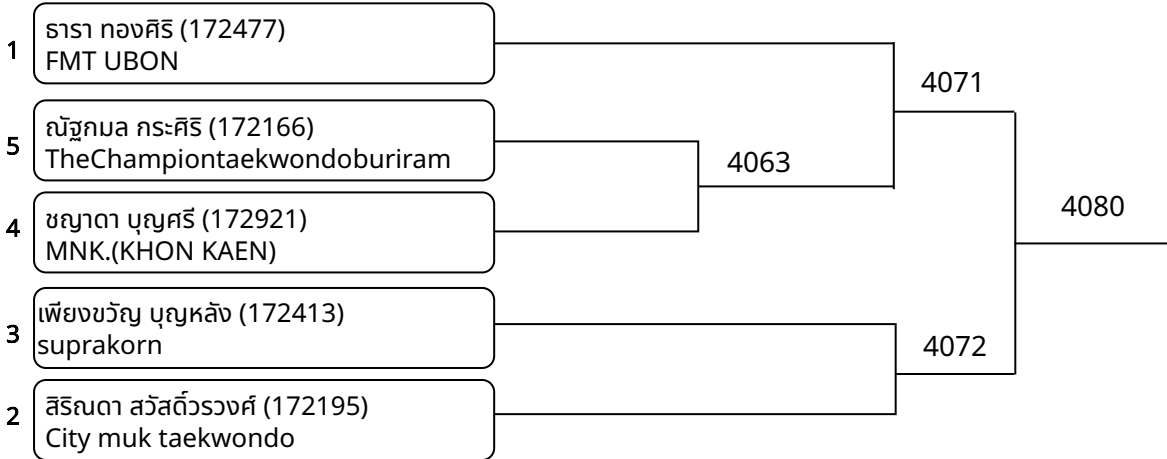 1
ธารา ทองศิริ (172477)
FMT UBON
4071
5
ณัฐกมล กระศิริ (172166)
TheChampiontaekwondoburiram
4063
4
ชญาดา บุญศรี (172921)
MNK.(KHON KAEN)
4080
3
เพียงขวัญ บุญหลัง (172413)
suprakorn
4072
2
สิริณดา สวัสดิ์วรวงศ์ (172195)
City muk taekwondo